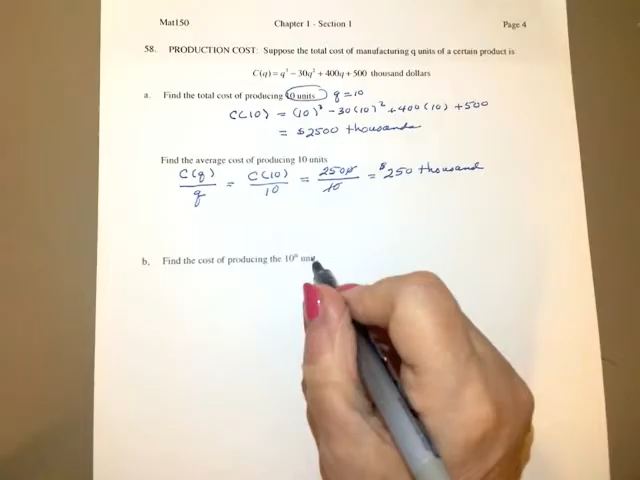 Mat150 Chapter 1 - Section 1 Page 4
58. PRODUCTION COST: Suppose the total cost of manufacturing q units of a certain product is
C(q) = q³ − 30q² + 400q + 500 thousand dollars
a. Find the total cost of producing 10 units q = 10
C(10) = (10)³ − 30(10)² + 400(10) + 500
= $2500 thousands
Find the average cost of producing 10 units
C(q)/q = C(10)/10 = 2500/10 = $250 thousand
b. Find the cost of producing the 10th